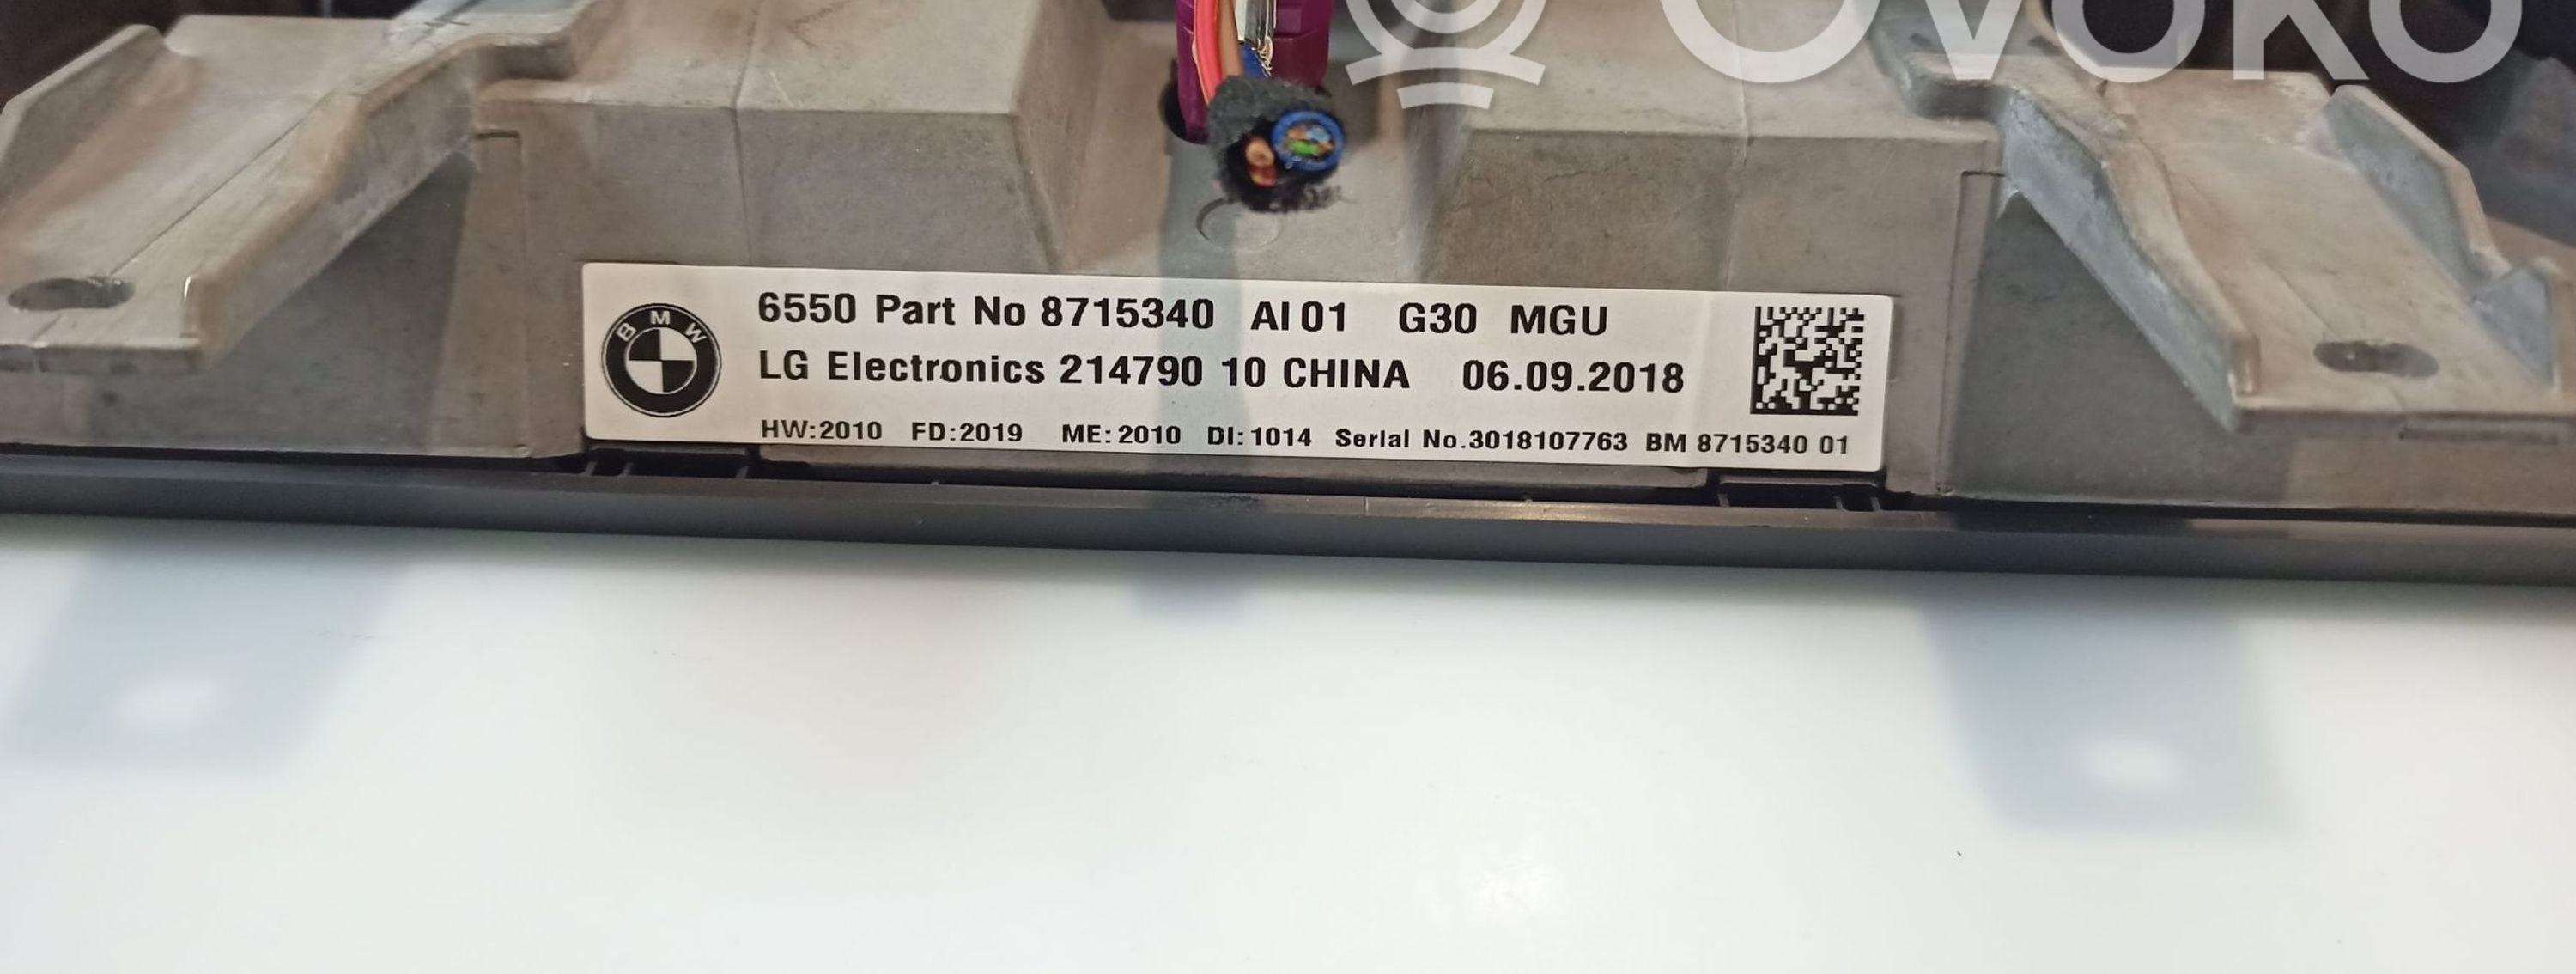 OVOKO
BMW
6550 Part No 8715340 AI 01 G30 MGU
LG Electronics 214790 10 CHINA 06.09.2018
HW:2010 FD:2019 ME:2010 DI:1014 Serial No.3018107763 BM 8715340 01